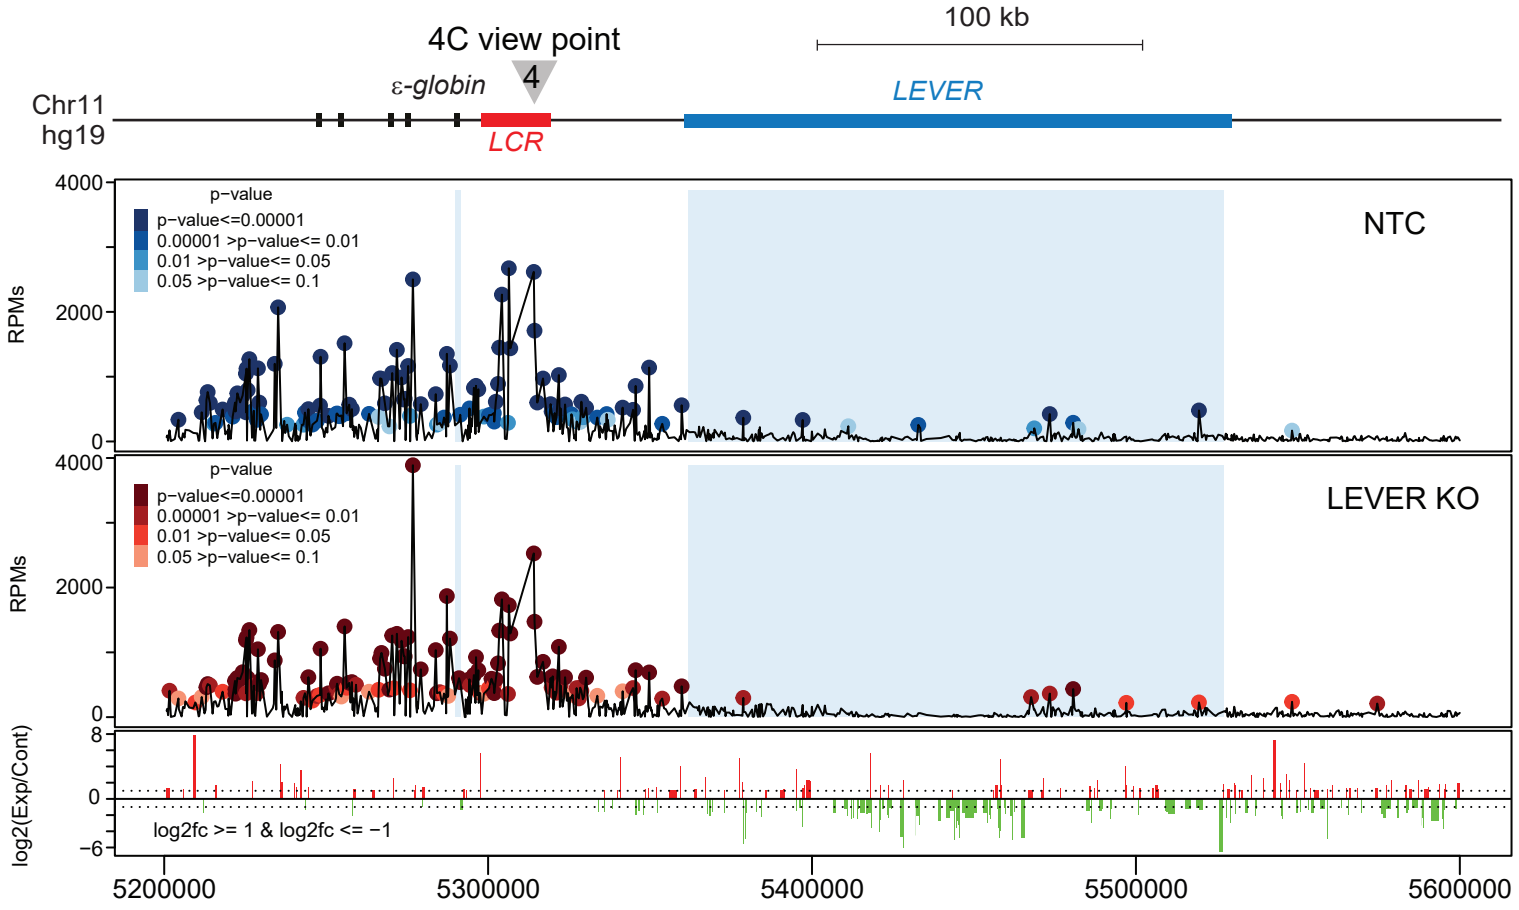 100 kb
4C view point
4
ε-globin
LEVER
Chr11
hg19
LCR
4000
p−value
p−value<=0.00001
0.00001 >p−value<= 0.01
0.01 >p−value<= 0.05
0.05 >p−value<= 0.1
NTC
RPMs
2000
0
4000
p−value
p−value<=0.00001
0.00001 >p−value<= 0.01
0.01 >p−value<= 0.05
0.05 >p−value<= 0.1
LEVER KO
RPMs
2000
0
8
0
−6
log2(Exp/Cont)
log2fc >= 1 & log2fc <= −1
5200000 5300000 5400000 5500000 5600000